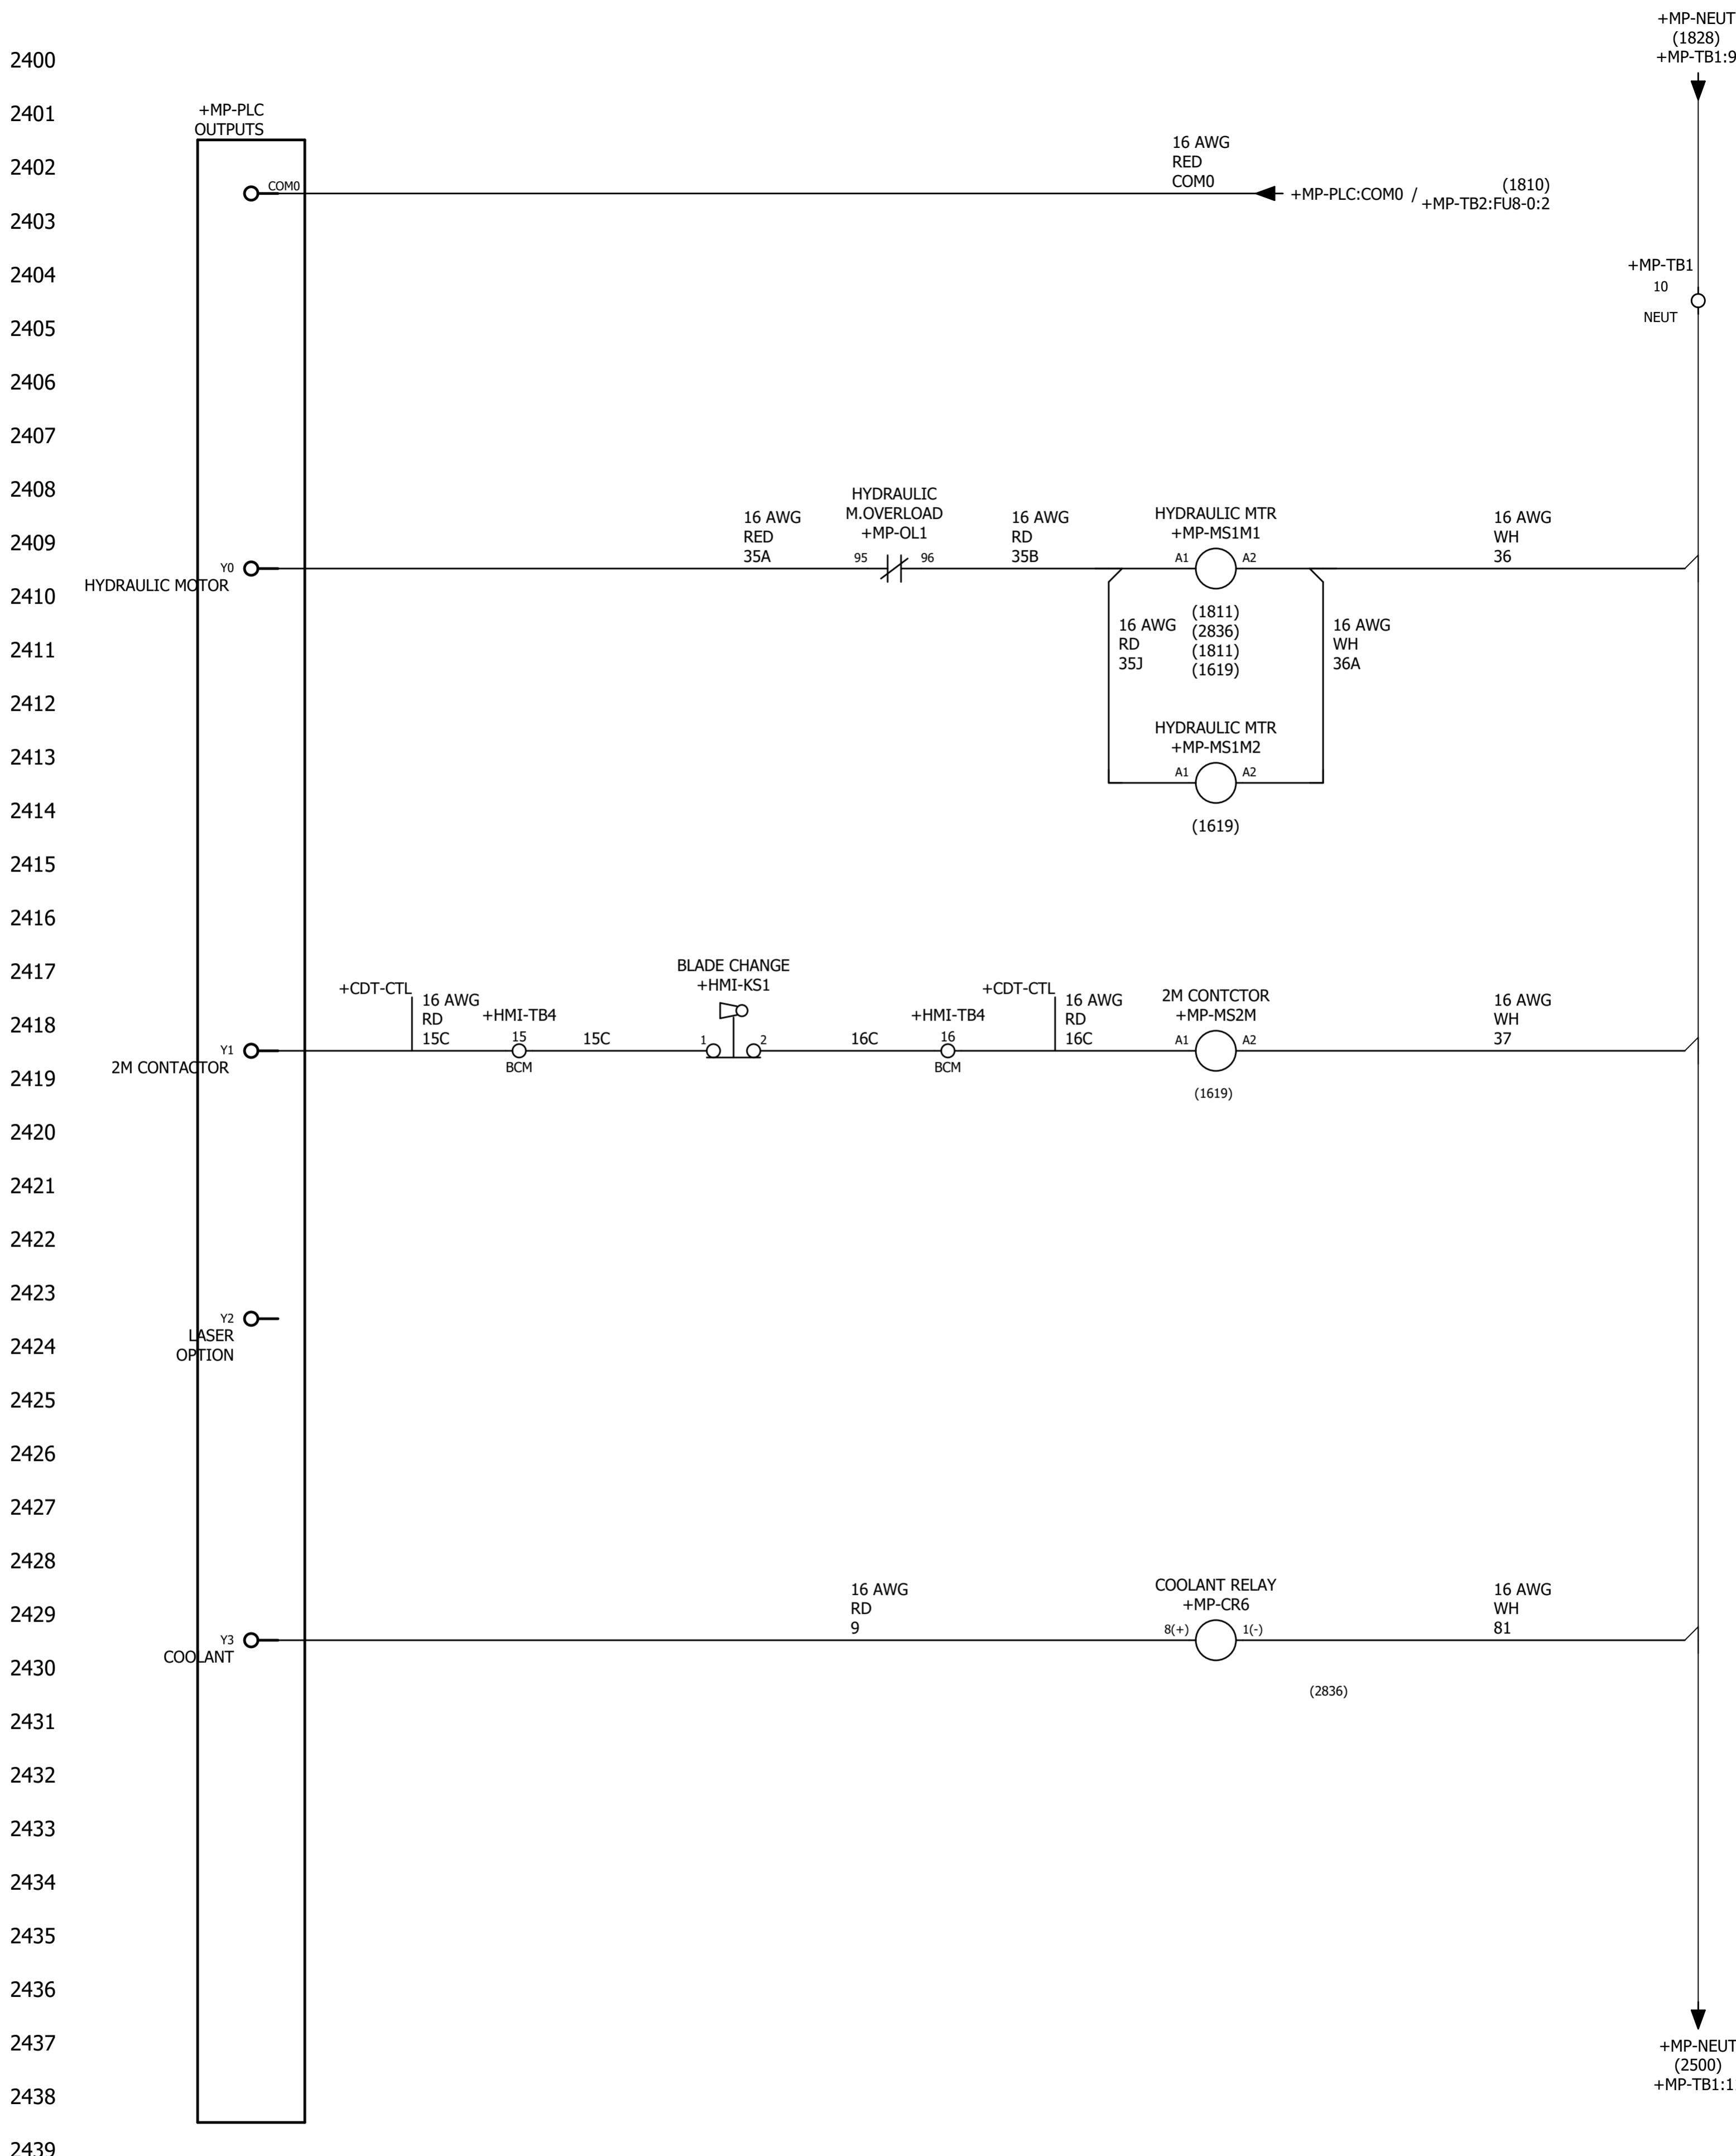 +MP-NEUT
(1828)
+MP-TB1:9
2400
2401
+MP-PLC
OUTPUTS
2402
16 AWG
RED
COM0
COM0
+MP-PLC:COM0 /
(1810)
+MP-TB2:FU8-0:2
2403
2404
+MP-TB1
10
NEUT
2405
2406
2407
2408
HYDRAULIC
M.OVERLOAD
+MP-OL1
95
96
16 AWG
RED
35A
16 AWG
RD
35B
HYDRAULIC MTR
+MP-MS1M1
A1
A2
16 AWG
WH
36
2409
Y0
HYDRAULIC MOTOR
2410
(1811)
(2836)
(1811)
(1619)
16 AWG
RD
35J
16 AWG
WH
36A
2411
2412
HYDRAULIC MTR
+MP-MS1M2
A1
A2
2413
2414
(1619)
2415
2416
2417
BLADE CHANGE
+HMI-KS1
1
2
+CDT-CTL
16 AWG
RD
15C
+HMI-TB4
15
BCM
15C
16C
+HMI-TB4
16
BCM
+CDT-CTL
16 AWG
RD
16C
2M CONTCTOR
+MP-MS2M
A1
A2
16 AWG
WH
37
2418
Y1
2M CONTACTOR
2419
(1619)
2420
2421
2422
2423
Y2
LASER
OPTION
2424
2425
2426
2427
2428
16 AWG
RD
9
COOLANT RELAY
+MP-CR6
8(+)
1(-)
16 AWG
WH
81
2429
Y3
COOLANT
2430
(2836)
2431
2432
2433
2434
2435
2436
2437
+MP-NEUT
(2500)
+MP-TB1:1
2438
2439